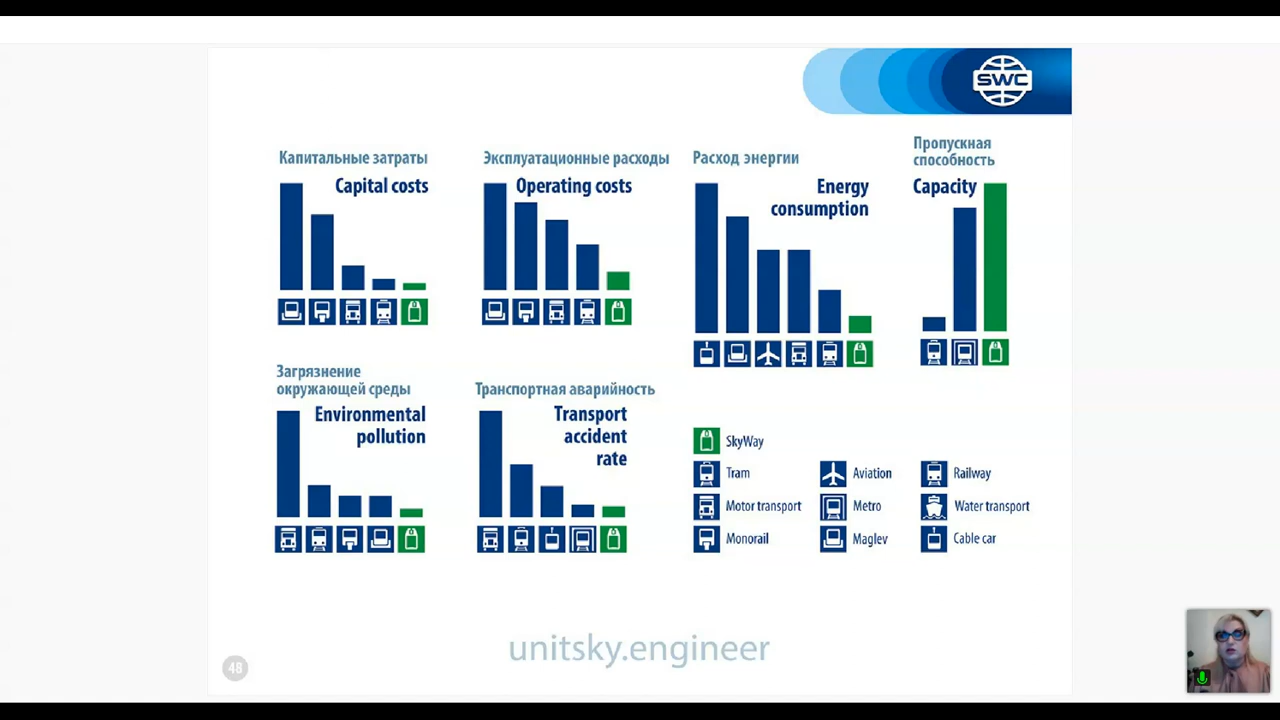 SWC
Капитальные затраты
Capital costs
Эксплуатационные расходы
Operating costs
Расход энергии
Energy
consumption
Пропускная
способность
Capacity
Загрязнение
окружающей среды
Environmental
pollution
Транспортная аварийность
Transport
accident
rate
SkyWay
Tram
Aviation
Railway
Motor transport
Metro
Water transport
Monorail
Maglev
Cable car
unitsky.engineer
48